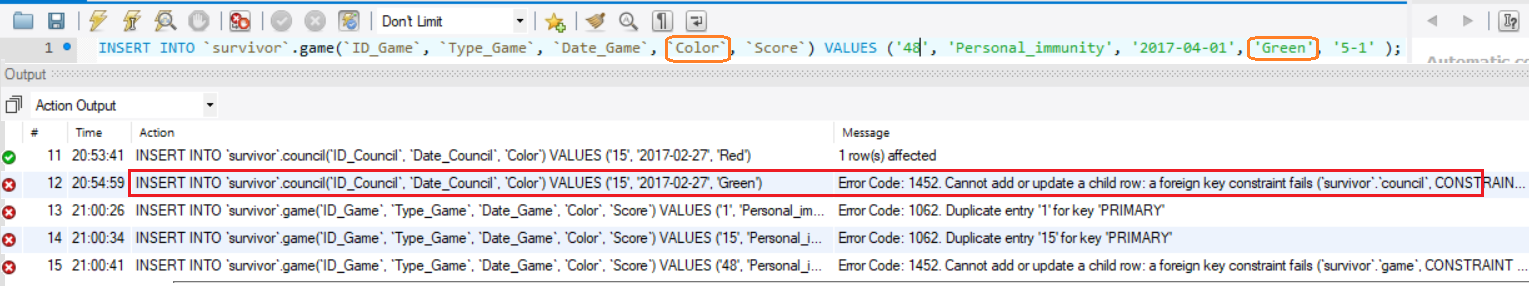 Don't Limit
1 INSERT INTO `survivor`.game(`ID_Game`, `Type_Game`, `Date_Game`, `Color`, `Score`) VALUES ('48', 'Personal_immunity', '2017-04-01', 'Green', '5-1' );
Automatic co
Output
Action Output
# Time Action Message
11 20:53:41 INSERT INTO `survivor`.council(`ID_Council`, `Date_Council`, `Color`) VALUES ('15', '2017-02-27', 'Red') 1 row(s) affected
12 20:54:59 INSERT INTO `survivor`.council(`ID_Council`, `Date_Council`, `Color`) VALUES ('15', '2017-02-27', 'Green') Error Code: 1452. Cannot add or update a child row: a foreign key constraint fails (`survivor`.`council`, CONSTRAIN...
13 21:00:26 INSERT INTO `survivor`.game(`ID_Game`, `Type_Game`, `Date_Game`, `Color`, `Score`) VALUES ('1', 'Personal_im... Error Code: 1062. Duplicate entry '1' for key 'PRIMARY'
14 21:00:34 INSERT INTO `survivor`.game(`ID_Game`, `Type_Game`, `Date_Game`, `Color`, `Score`) VALUES ('15', 'Personal_i... Error Code: 1062. Duplicate entry '15' for key 'PRIMARY'
15 21:00:41 INSERT INTO `survivor`.game(`ID_Game`, `Type_Game`, `Date_Game`, `Color`, `Score`) VALUES ('48', 'Personal_i... Error Code: 1452. Cannot add or update a child row: a foreign key constraint fails (`survivor`.`game`, CONSTRAINT ...